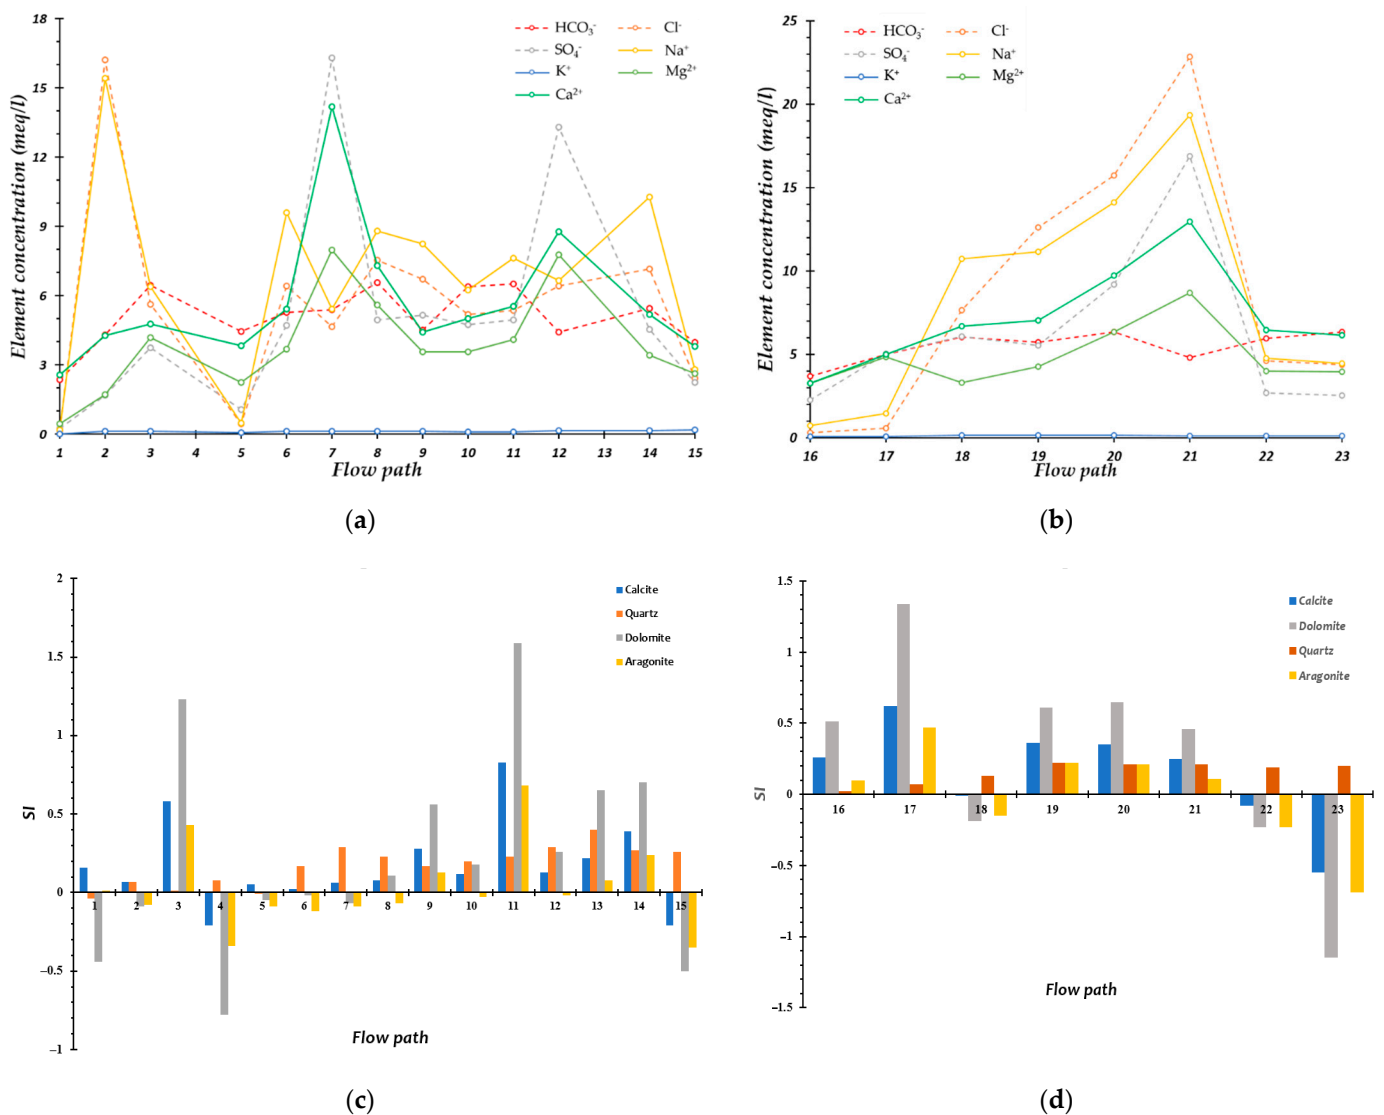 18
15
12
9
6
3
0
Element concentration (meq/l)
HCO₃⁻ Cl⁻
SO₄⁻ Na⁺
K⁺ Mg²⁺
Ca²⁺
1 2 3 4 5 6 7 8 9 10 11 12 13 14 15
Flow path
(a)
25
20
15
10
5
0
Element concentration (meq/l)
HCO₃⁻ Cl⁻
SO₄⁻ Na⁺
K⁺ Mg²⁺
Ca²⁺
16 17 18 19 20 21 22 23
Flow path
(b)
2
1.5
1
0.5
0
−0.5
−1
SI
Calcite
Quartz
Dolomite
Aragonite
1 2 3 4 5 6 7 8 9 10 11 12 13 14 15
Flow path
(c)
1.5
1
0.5
0
−0.5
−1
−1.5
SI
Calcite
Dolomite
Quartz
Aragonite
16 17 18 19 20 21 22 23
Flow path
(d)